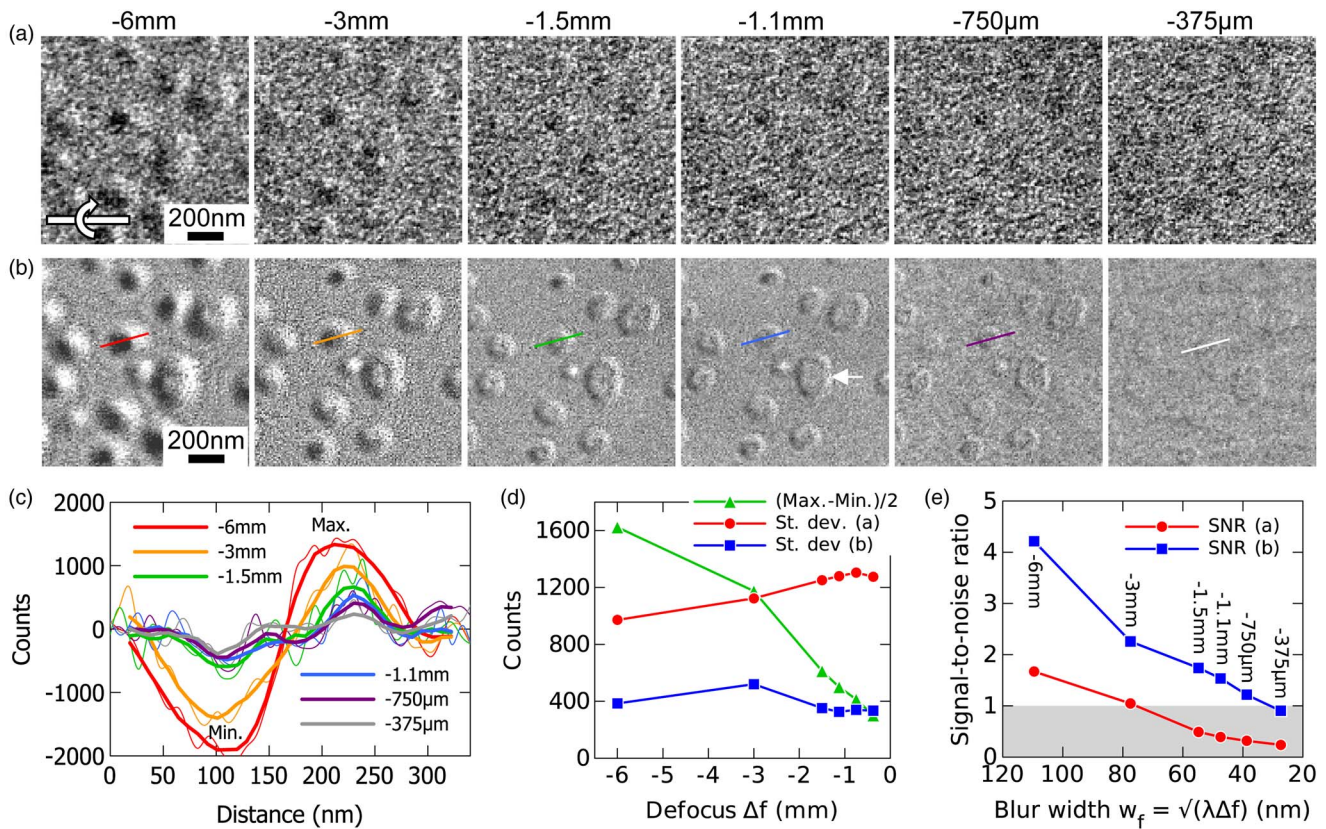 -6mm -3mm -1.5mm -1.1mm -750μm -375μm
(a)
200nm
(b)
200nm
(c)
2000
1000
0
-1000
-2000
Counts
-6mm
-3mm
-1.5mm
Max.
Min.
-1.1mm
-750μm
-375μm
0 50 100 150 200 250 300
Distance (nm)
(d)
(Max.-Min.)/2
St. dev. (a)
St. dev (b)
1600
1200
800
400
0
Counts
-6 -5 -4 -3 -2 -1 0
Defocus Δf (mm)
(e)
5
4
3
2
1
0
Signal-to-noise ratio
SNR (a)
SNR (b)
-6mm
-3mm
-1.5mm
-1.1mm
-750μm
-375μm
120 100 80 60 40 20
Blur width w_f = √(λΔf) (nm)